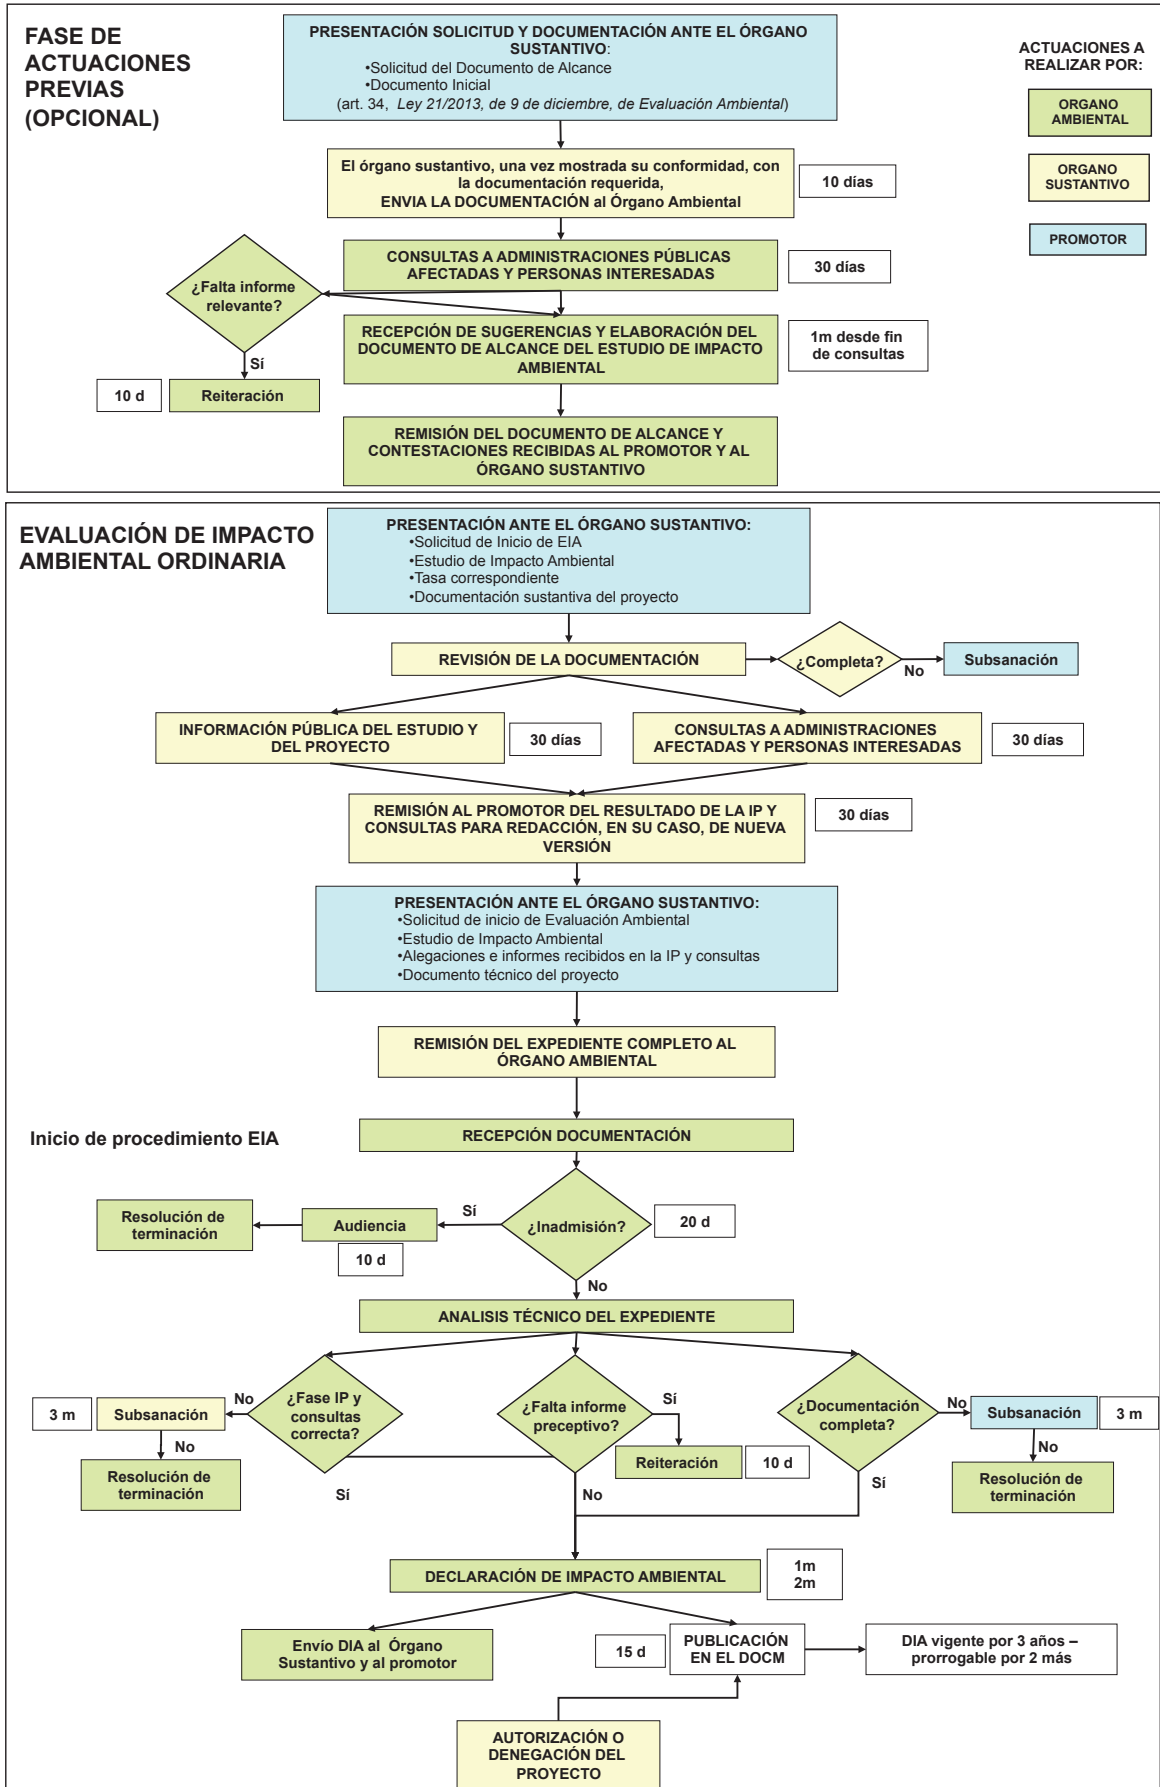 FASE DE
ACTUACIONES
PREVIAS
(OPCIONAL)
PRESENTACIÓN SOLICITUD Y DOCUMENTACIÓN ANTE EL ÓRGANO
SUSTANTIVO:
•Solicitud del Documento de Alcance
•Documento Inicial
(art. 34, Ley 21/2013, de 9 de diciembre, de Evaluación Ambiental)
ACTUACIONES A
REALIZAR POR:
ORGANO
AMBIENTAL
ORGANO
SUSTANTIVO
PROMOTOR
El órgano sustantivo, una vez mostrada su conformidad, con
la documentación requerida,
ENVIA LA DOCUMENTACIÓN al Órgano Ambiental
10 días
CONSULTAS A ADMINISTRACIONES PÚBLICAS
AFECTADAS Y PERSONAS INTERESADAS
30 días
¿Falta informe
relevante?
RECEPCIÓN DE SUGERENCIAS Y ELABORACIÓN DEL
DOCUMENTO DE ALCANCE DEL ESTUDIO DE IMPACTO
AMBIENTAL
1m desde fin
de consultas
Sí
10 d
Reiteración
REMISIÓN DEL DOCUMENTO DE ALCANCE Y
CONTESTACIONES RECIBIDAS AL PROMOTOR Y AL
ÓRGANO SUSTANTIVO
EVALUACIÓN DE IMPACTO
AMBIENTAL ORDINARIA
PRESENTACIÓN ANTE EL ÓRGANO SUSTANTIVO:
•Solicitud de Inicio de EIA
•Estudio de Impacto Ambiental
•Tasa correspondiente
•Documentación sustantiva del proyecto
REVISIÓN DE LA DOCUMENTACIÓN
¿Completa?
No
Subsanación
INFORMACIÓN PÚBLICA DEL ESTUDIO Y
DEL PROYECTO
30 días
CONSULTAS A ADMINISTRACIONES
AFECTADAS Y PERSONAS INTERESADAS
30 días
REMISIÓN AL PROMOTOR DEL RESULTADO DE LA IP Y
CONSULTAS PARA REDACCIÓN, EN SU CASO, DE NUEVA
VERSIÓN
30 días
PRESENTACIÓN ANTE EL ÓRGANO SUSTANTIVO:
•Solicitud de inicio de Evaluación Ambiental
•Estudio de Impacto Ambiental
•Alegaciones e informes recibidos en la IP y consultas
•Documento técnico del proyecto
REMISIÓN DEL EXPEDIENTE COMPLETO AL
ÓRGANO AMBIENTAL
Inicio de procedimiento EIA
RECEPCIÓN DOCUMENTACIÓN
¿Inadmisión?
20 d
Sí
Audiencia
10 d
Resolución de
terminación
No
ANALISIS TÉCNICO DEL EXPEDIENTE
3 m
Subsanación
No
¿Fase IP y
consultas
correcta?
¿Falta informe
preceptivo?
Sí
¿Documentación
completa?
No
Subsanación
3 m
No
Resolución de
terminación
Sí
Reiteración
10 d
No
Sí
No
Resolución de
terminación
DECLARACIÓN DE IMPACTO AMBIENTAL
1m
2m
Envío DIA al Órgano
Sustantivo y al promotor
15 d
PUBLICACIÓN
EN EL DOCM
DIA vigente por 3 años –
prorrogable por 2 más
AUTORIZACIÓN O
DENEGACIÓN DEL
PROYECTO